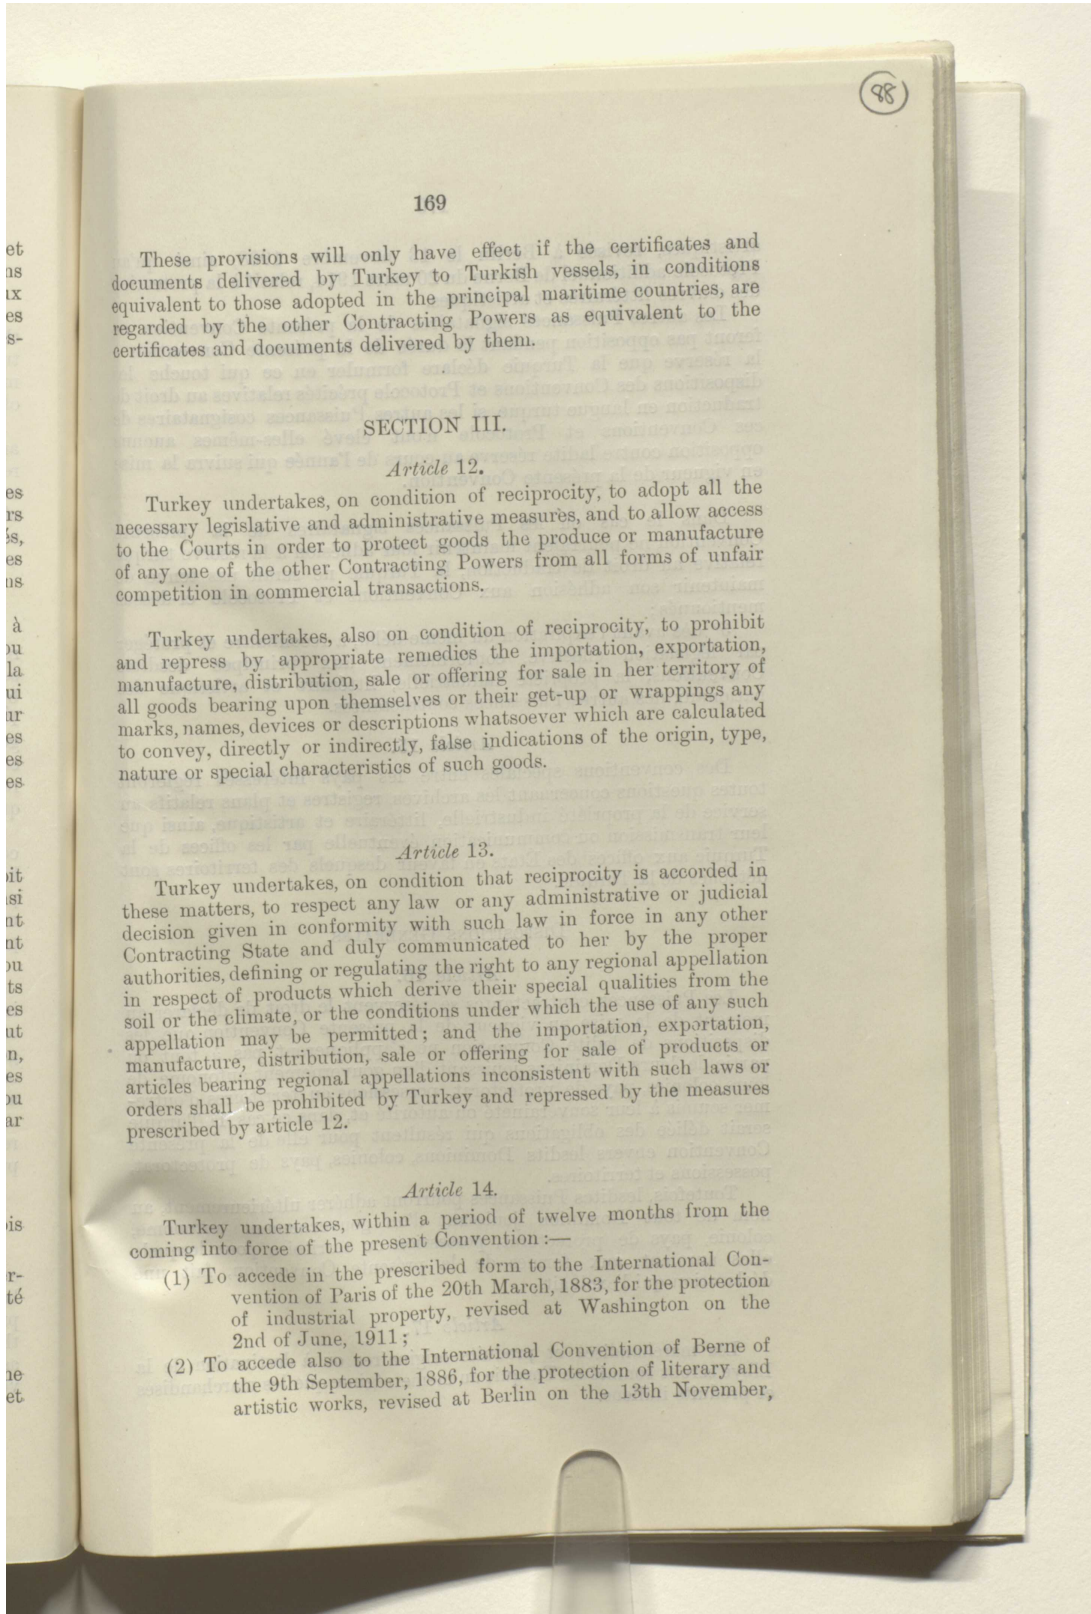 88
169
These provisions will only have effect if the certificates and
documents delivered by Turkey to Turkish vessels, in conditions
equivalent to those adopted in the principal maritime countries, are
regarded by the other Contracting Powers as equivalent to the
certificates and documents delivered by them.
SECTION III.
Article 12.
Turkey undertakes, on condition of reciprocity, to adopt all the
necessary legislative and administrative measures, and to allow access
to the Courts in order to protect goods the produce or manufacture
of any one of the other Contracting Powers from all forms of unfair
competition in commercial transactions.
Turkey undertakes, also on condition of reciprocity, to prohibit
and repress by appropriate remedies the importation, exportation,
manufacture, distribution, sale or offering for sale in her territory of
all goods bearing upon themselves or their get-up or wrappings any
marks, names, devices or descriptions whatsoever which are calculated
to convey, directly or indirectly, false indications of the origin, type,
nature or special characteristics of such goods.
Article 13.
Turkey undertakes, on condition that reciprocity is accorded in
these matters, to respect any law or any administrative or judicial
decision given in conformity with such law in force in any other
Contracting State and duly communicated to her by the proper
authorities, defining or regulating the right to any regional appellation
in respect of products which derive their special qualities from the
soil or the climate, or the conditions under which the use of any such
appellation may be permitted; and the importation, exportation,
manufacture, distribution, sale or offering for sale of products or
articles bearing regional appellations inconsistent with such laws or
orders shall be prohibited by Turkey and repressed by the measures
prescribed by article 12.
Article 14.
Turkey undertakes, within a period of twelve months from the
coming into force of the present Convention :—
(1) To accede in the prescribed form to the International Con-
vention of Paris of the 20th March, 1883, for the protection
of industrial property, revised at Washington on the
2nd of June, 1911;
(2) To accede also to the International Convention of Berne of
the 9th September, 1886, for the protection of literary and
artistic works, revised at Berlin on the 13th November,